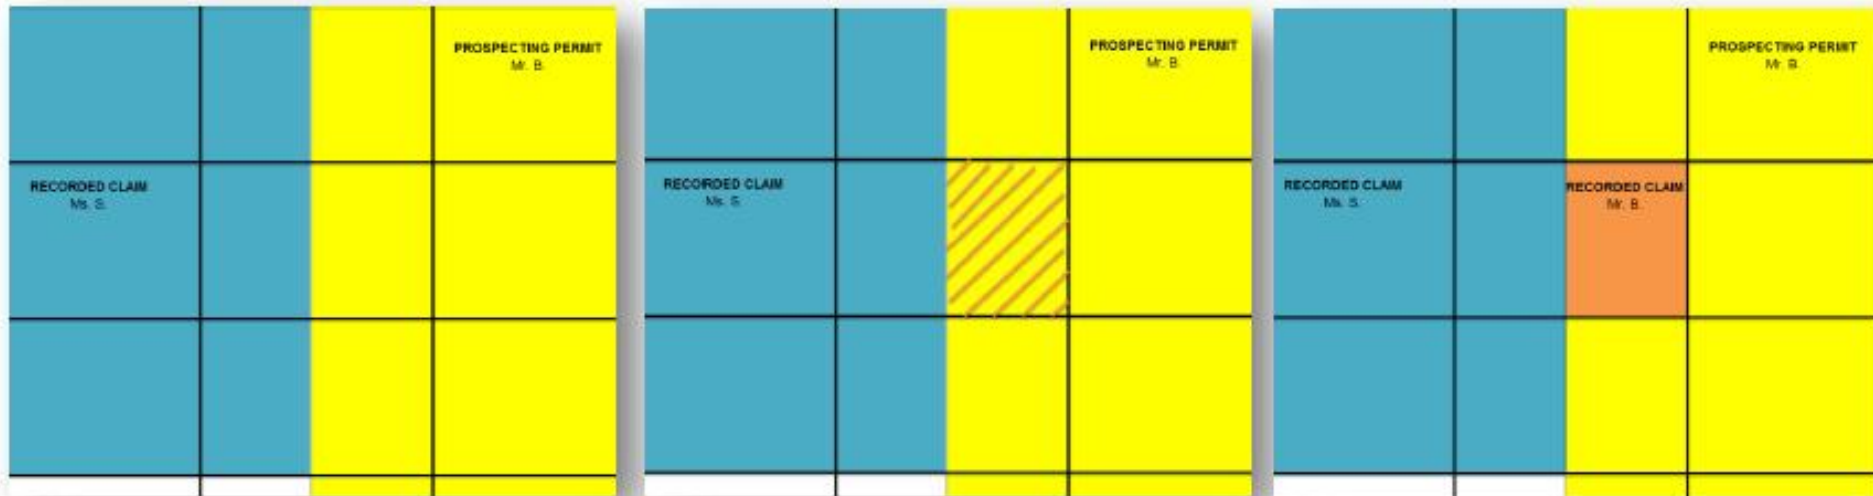 PROSPECTING PERMIT
Mr. B.
RECORDED CLAIM
Ms. S.
PROSPECTING PERMIT
Mr. B.
RECORDED CLAIM
Ms. S.
PROSPECTING PERMIT
Mr. B.
RECORDED CLAIM
Ms. S.
RECORDED CLAIM
Mr. B.